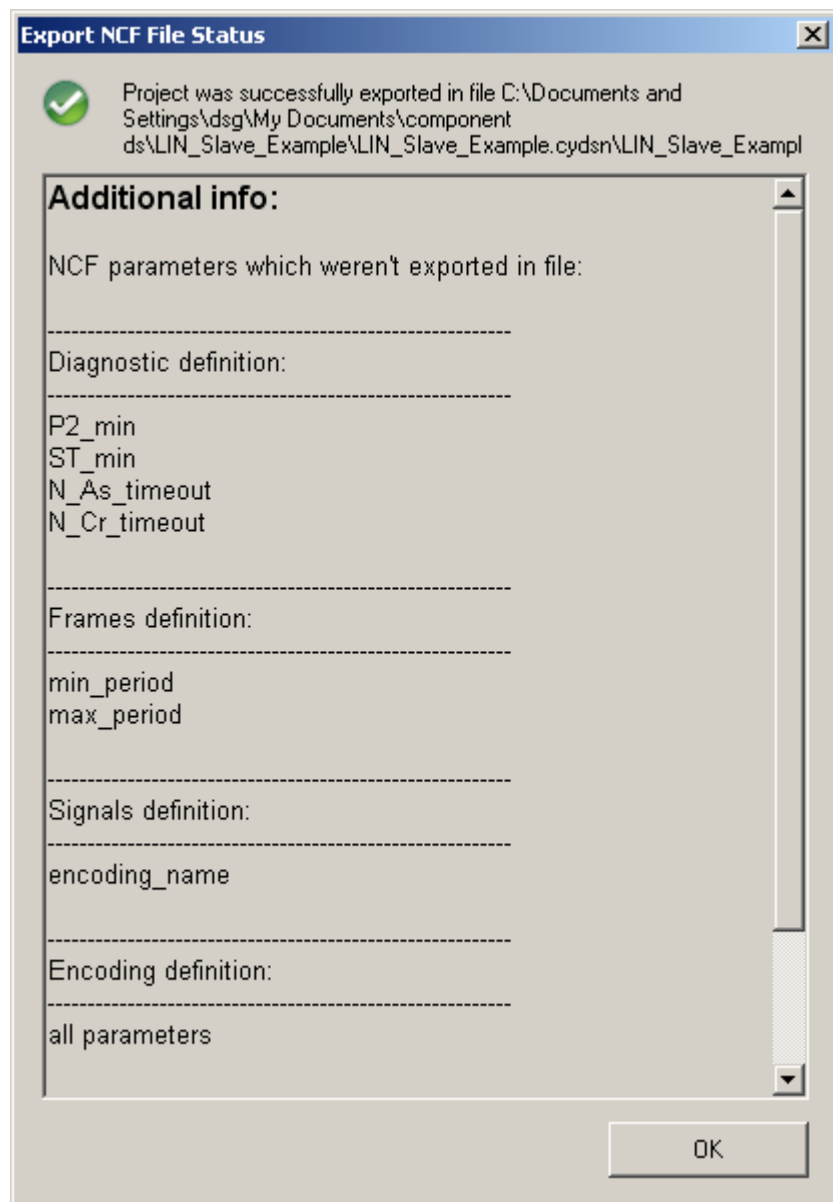 Export NCF File Status
Project was successfully exported in file C:\Documents and
Settings\dsg\My Documents\component
ds\LIN_Slave_Example\LIN_Slave_Example.cydsn\LIN_Slave_Exampl
Additional info:
NCF parameters which weren't exported in file:
----------------------------------------------------------
Diagnostic definition:
----------------------------------------------------------
P2_min
ST_min
N_As_timeout
N_Cr_timeout
----------------------------------------------------------
Frames definition:
----------------------------------------------------------
min_period
max_period
----------------------------------------------------------
Signals definition:
----------------------------------------------------------
encoding_name
----------------------------------------------------------
Encoding definition:
----------------------------------------------------------
all parameters
OK